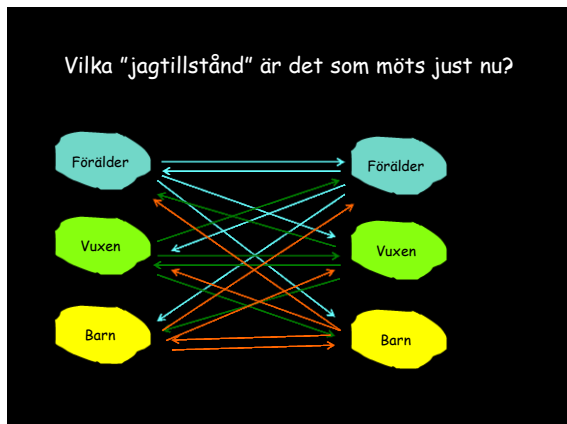 Vilka ”jagtillstånd” är det som möts just nu?
Förälder
Förälder
Vuxen
Vuxen
Barn
Barn